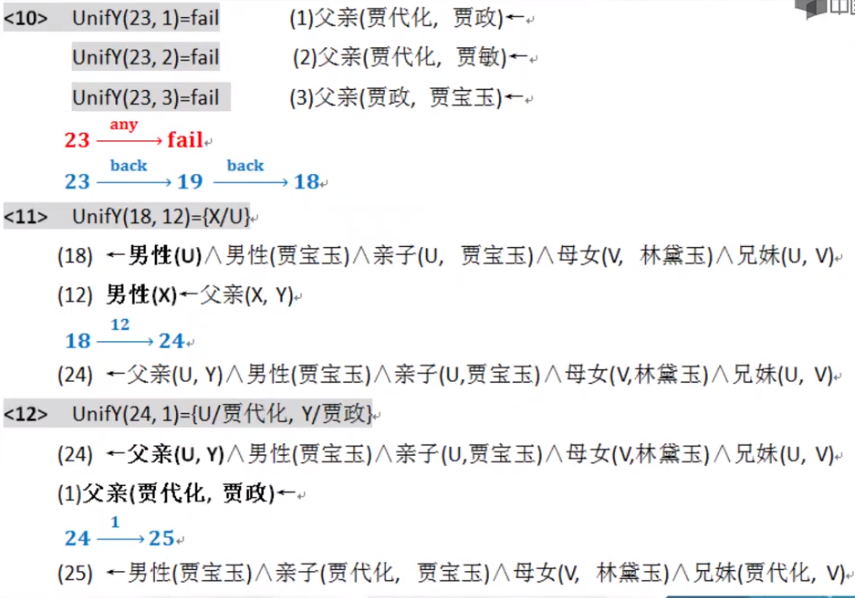 <10> UnifY(23, 1)=fail (1)父亲(贾代化, 贾政)←
UnifY(23, 2)=fail (2)父亲(贾代化, 贾敏)←
UnifY(23, 3)=fail (3)父亲(贾政, 贾宝玉)←
any
23 → fail
back back
23 → 19 → 18
<11> UnifY(18, 12)={X/U}
(18) ←男性(U)∧男性(贾宝玉)∧亲子(U, 贾宝玉)∧母女(V, 林黛玉)∧兄妹(U, V)
(12) 男性(X)←父亲(X, Y)
12
18 → 24
(24) ←父亲(U, Y)∧男性(贾宝玉)∧亲子(U,贾宝玉)∧母女(V,林黛玉)∧兄妹(U, V)
<12> UnifY(24, 1)={U/贾代化, Y/贾政}
(24) ←父亲(U, Y)∧男性(贾宝玉)∧亲子(U,贾宝玉)∧母女(V,林黛玉)∧兄妹(U, V)
(1)父亲(贾代化, 贾政)←
1
24 → 25
(25) ←男性(贾宝玉)∧亲子(贾代化, 贾宝玉)∧母女(V, 林黛玉)∧兄妹(贾代化, V)